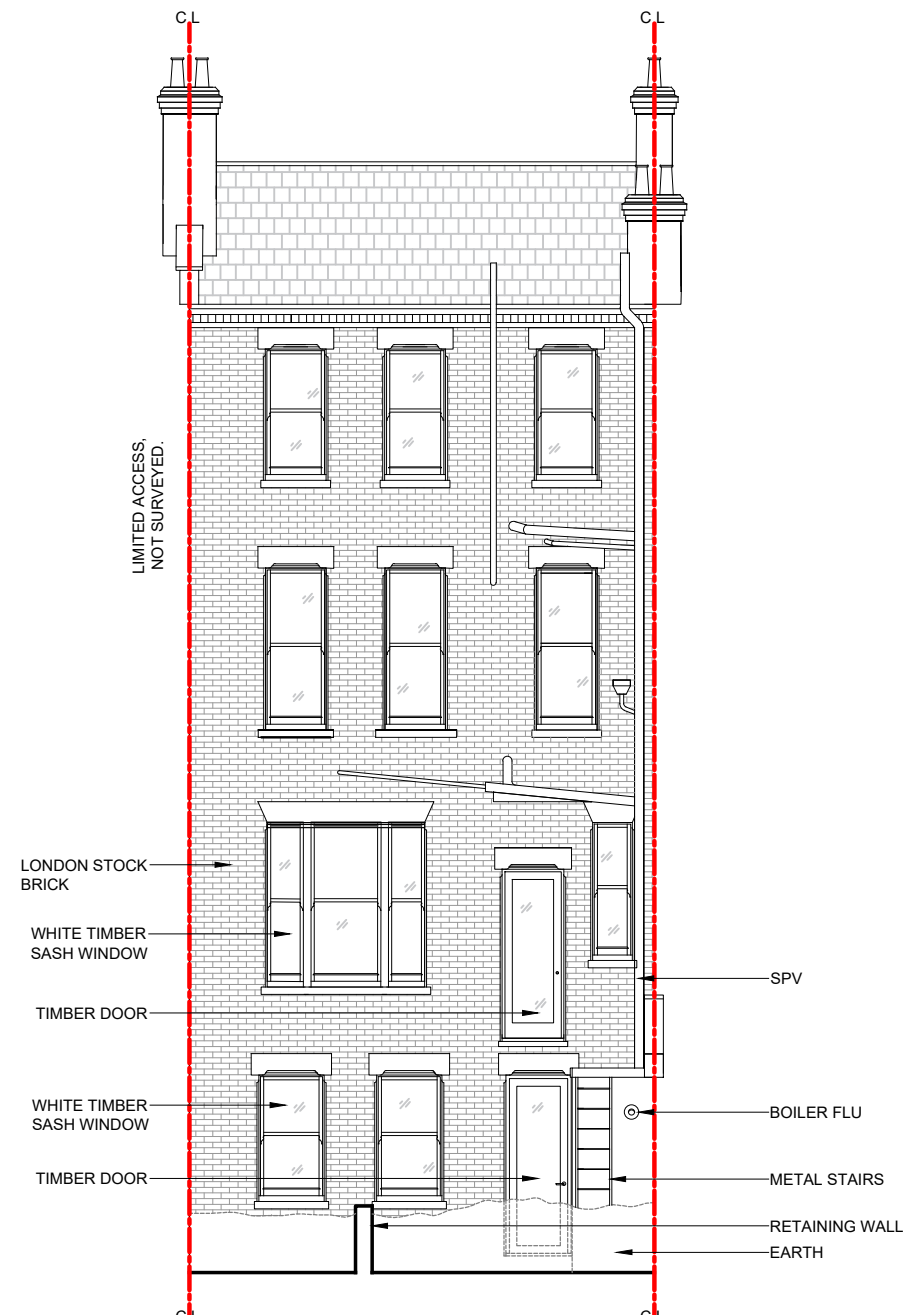 C L
C L
LIMITED ACCESS,
NOT SURVEYED.
LONDON STOCK
BRICK
WHITE TIMBER
SASH WINDOW
SPV
TIMBER DOOR
WHITE TIMBER
SASH WINDOW
BOILER FLU
TIMBER DOOR
METAL STAIRS
RETAINING WALL
EARTH
C L
C L